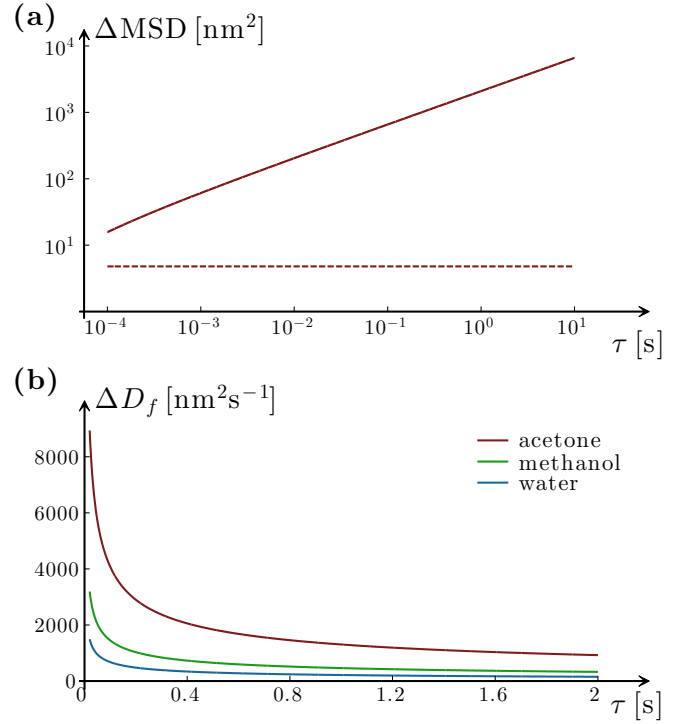 (a)
ΔMSD [nm²]
10⁴
10³
10²
10¹
10⁻⁴ 10⁻³ 10⁻² 10⁻¹ 10⁰ 10¹
τ [s]
(b)
ΔD_f [nm²s⁻¹]
8000
6000
4000
2000
0
acetone
methanol
water
0 0.4 0.8 1.2 1.6 2
τ [s]